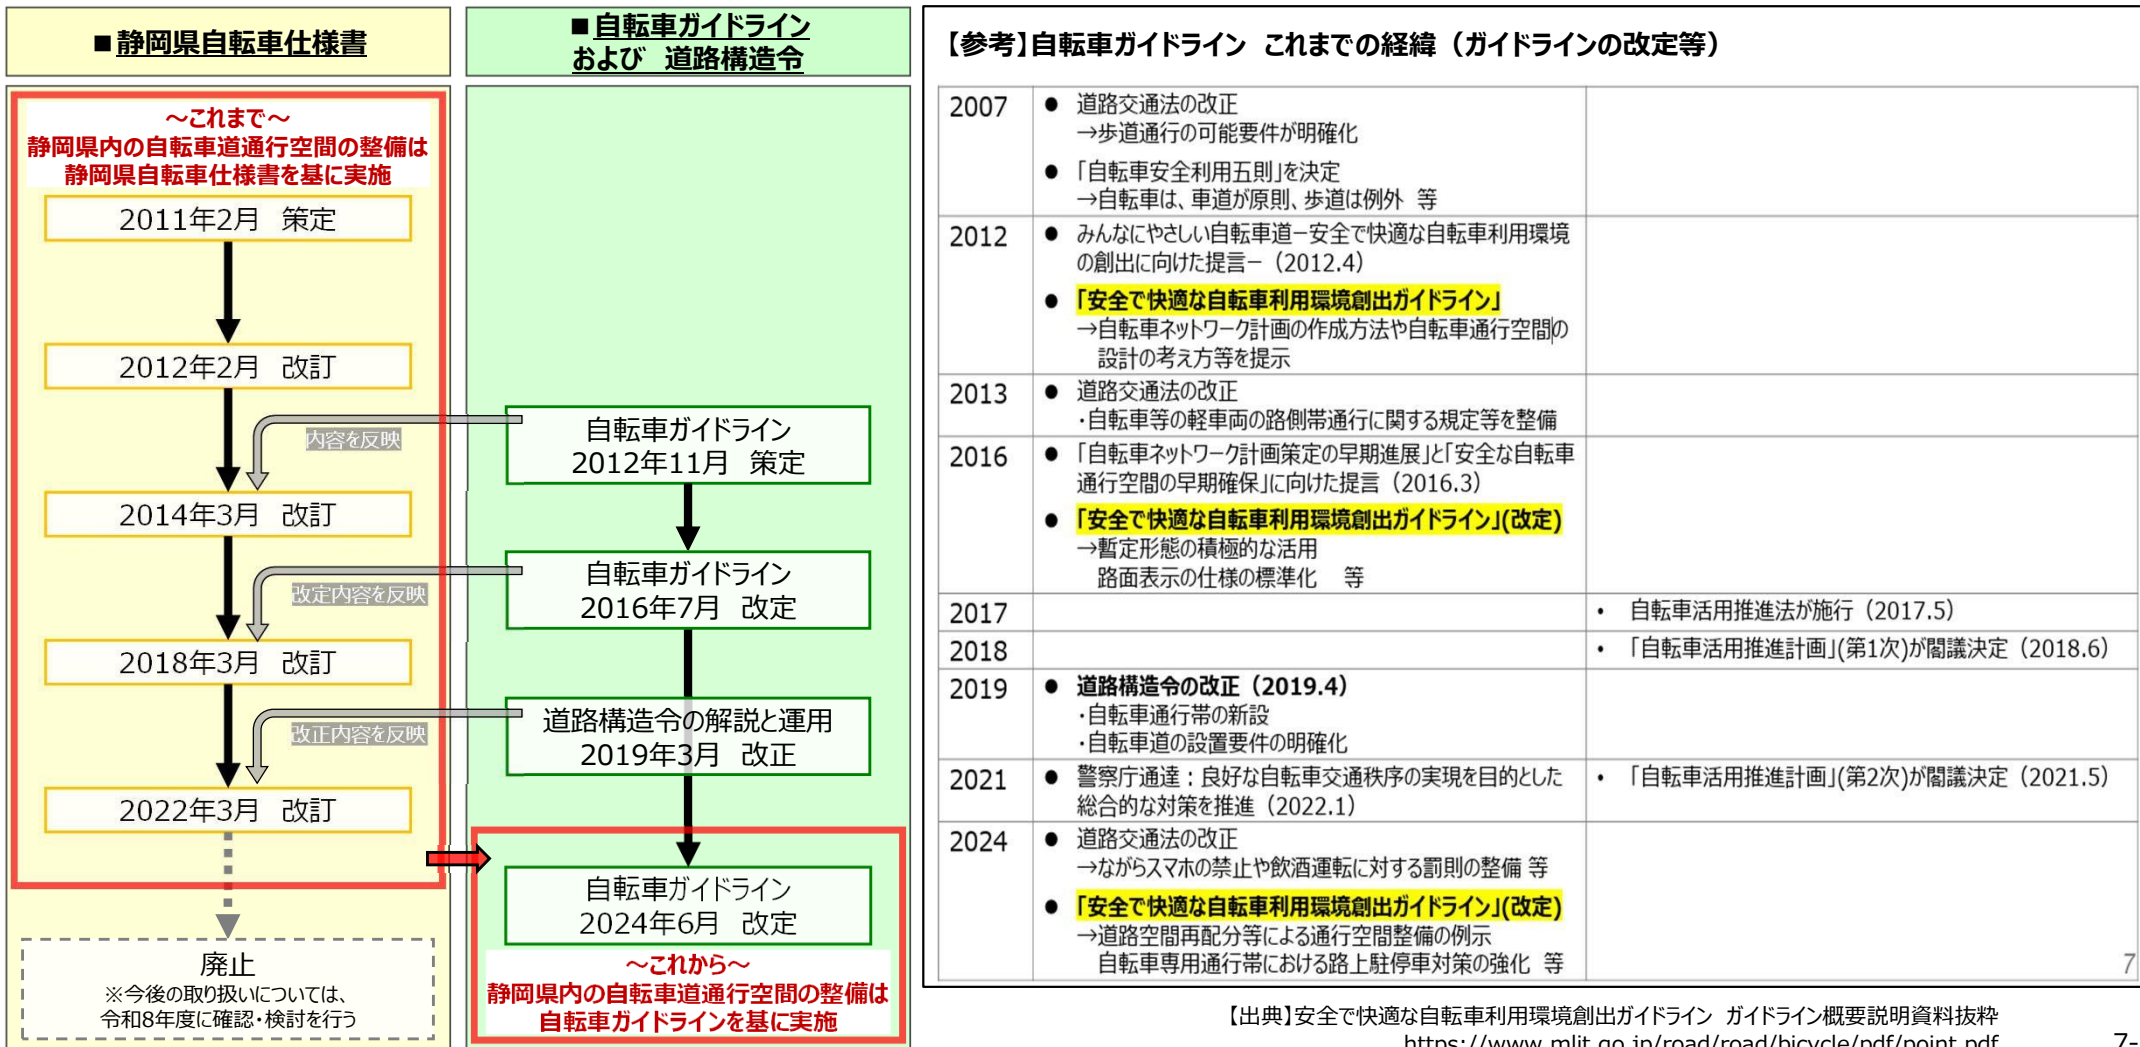 ■静岡県自転車仕様書
～これまで～
静岡県内の自転車道通行空間の整備は
静岡県自転車仕様書を基に実施
2011年2月 策定
2012年2月 改訂
内容を反映
2014年3月 改訂
改定内容を反映
2018年3月 改訂
改正内容を反映
2022年3月 改訂
廃止
※今後の取り扱いについては、
令和8年度に確認・検討を行う
■自転車ガイドライン
および 道路構造令
自転車ガイドライン
2012年11月 策定
自転車ガイドライン
2016年7月 改定
道路構造令の解説と運用
2019年3月 改正
自転車ガイドライン
2024年6月 改定
～これから～
静岡県内の自転車道通行空間の整備は
自転車ガイドラインを基に実施
【参考】自転車ガイドライン これまでの経緯（ガイドラインの改定等）
2007
● 道路交通法の改正
→歩道通行の可能要件が明確化
● 「自転車安全利用五則」を決定
→自転車は、車道が原則、歩道は例外 等
2012
● みんなにやさしい自転車道－安全で快適な自転車利用環境
の創出に向けた提言－（2012.4）
● 「安全で快適な自転車利用環境創出ガイドライン」
→自転車ネットワーク計画の作成方法や自転車通行空間の
設計の考え方等を提示
2013
● 道路交通法の改正
・自転車等の軽車両の路側帯通行に関する規定等を整備
2016
● 「自転車ネットワーク計画策定の早期進展」と「安全な自転車
通行空間の早期確保」に向けた提言（2016.3）
● 「安全で快適な自転車利用環境創出ガイドライン」(改定)
→暫定形態の積極的な活用
路面表示の仕様の標準化 等
2017
• 自転車活用推進法が施行（2017.5）
2018
• 「自転車活用推進計画」(第1次)が閣議決定（2018.6）
2019
● 道路構造令の改正（2019.4）
・自転車通行帯の新設
・自転車道の設置要件の明確化
2021
● 警察庁通達：良好な自転車交通秩序の実現を目的とした
総合的な対策を推進（2022.1）
• 「自転車活用推進計画」(第2次)が閣議決定（2021.5）
2024
● 道路交通法の改正
→ながらスマホの禁止や飲酒運転に対する罰則の整備 等
● 「安全で快適な自転車利用環境創出ガイドライン」(改定)
→道路空間再配分等による通行空間整備の例示
自転車専用通行帯における路上駐停車対策の強化 等
7
【出典】安全で快適な自転車利用環境創出ガイドライン ガイドライン概要説明資料抜粋
https://www.mlit.go.jp/road/road/bicycle/pdf/point.pdf
7-